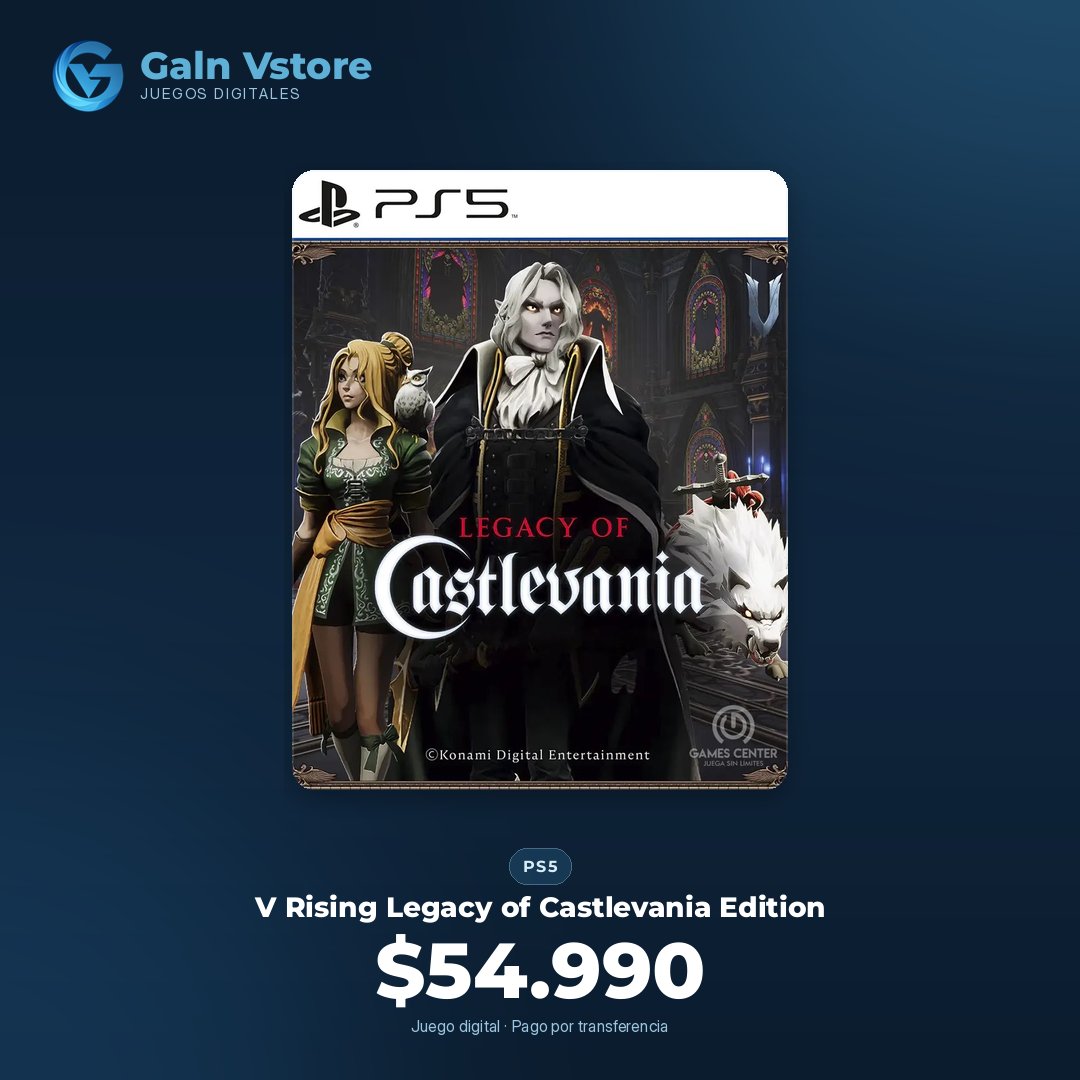 GaIn Vstore
JUEGOS DIGITALES
PS5
LEGACY OF
Castlevania
©Konami Digital Entertainment
GAMES CENTER
JUEGA SIN LIMITES
PS5
V Rising Legacy of Castlevania Edition
$54.990
Juego digital · Pago por transferencia